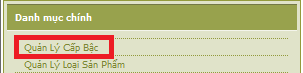 Danh mục chính
Quản Lý Cấp Bậc
Quản Lý Loại Sản Phẩm